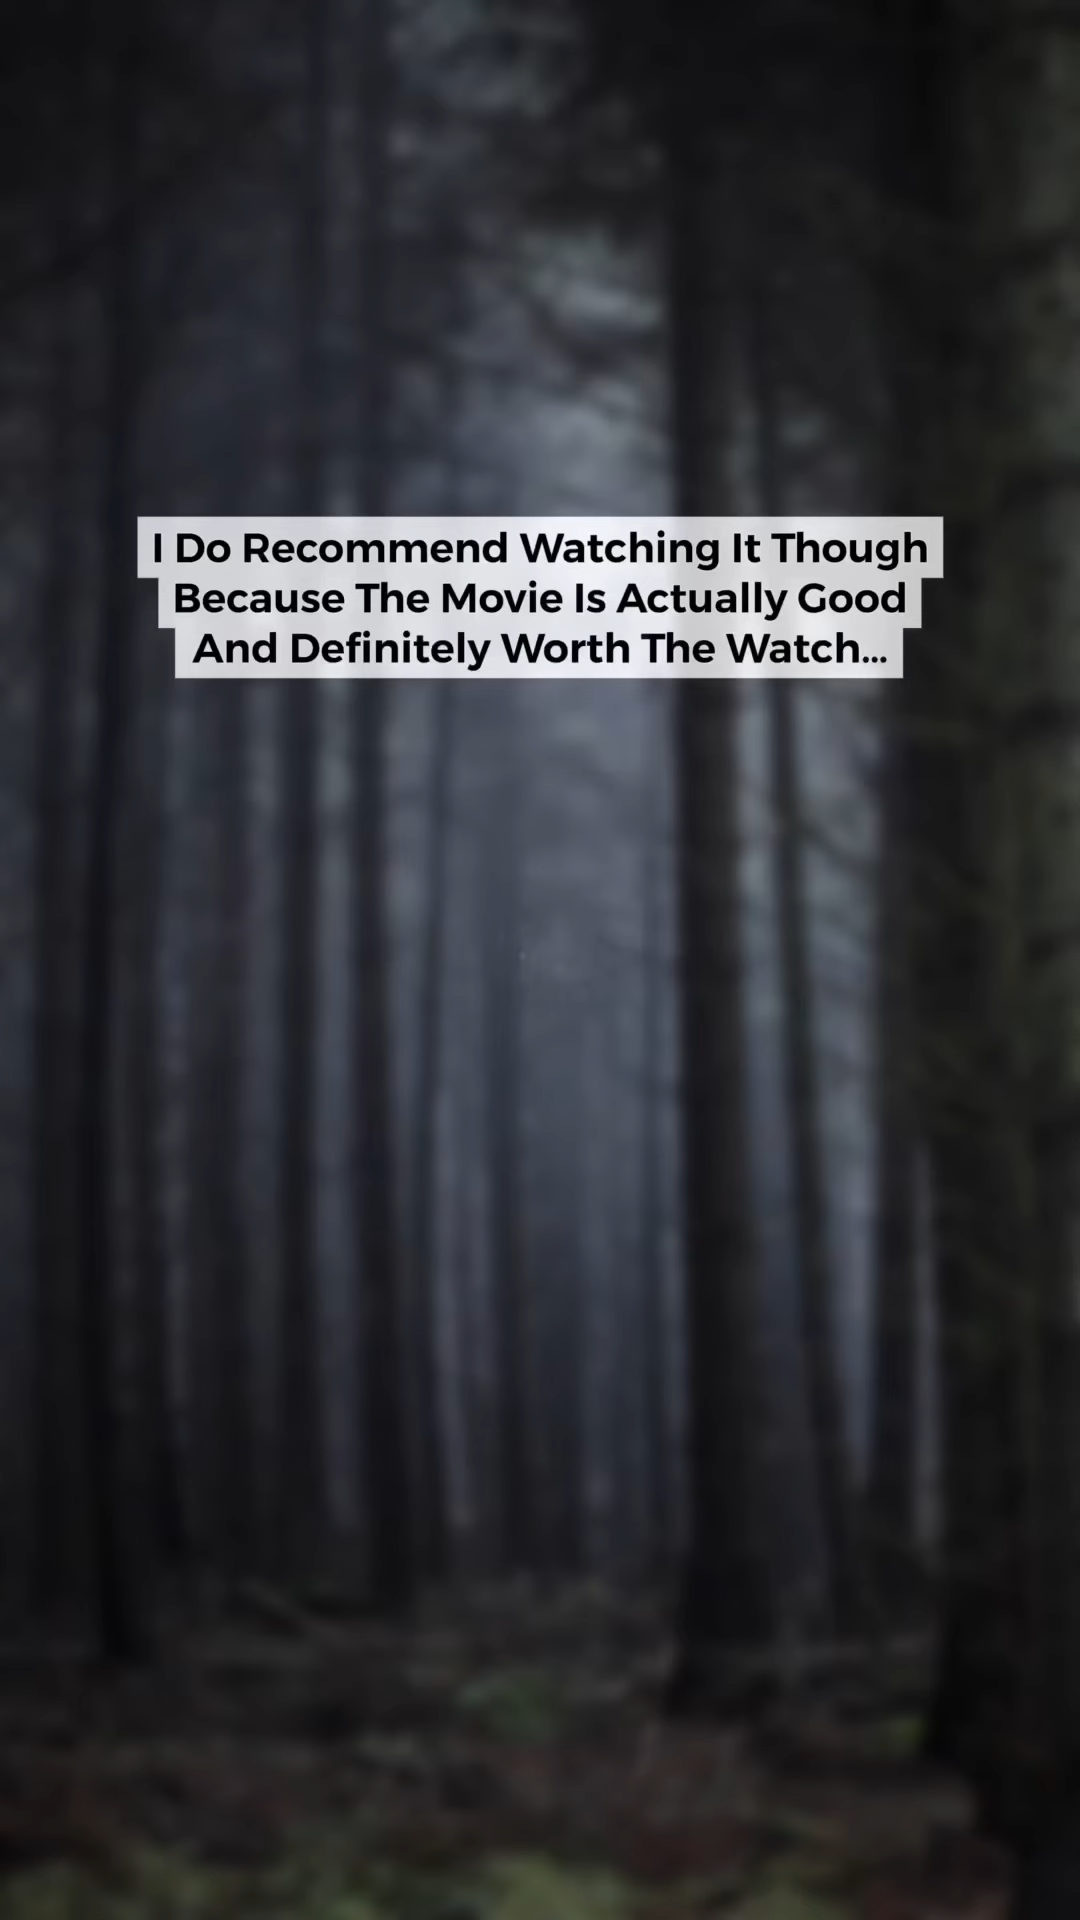 I Do Recommend Watching It Though
Because The Movie Is Actually Good
And Definitely Worth The Watch...